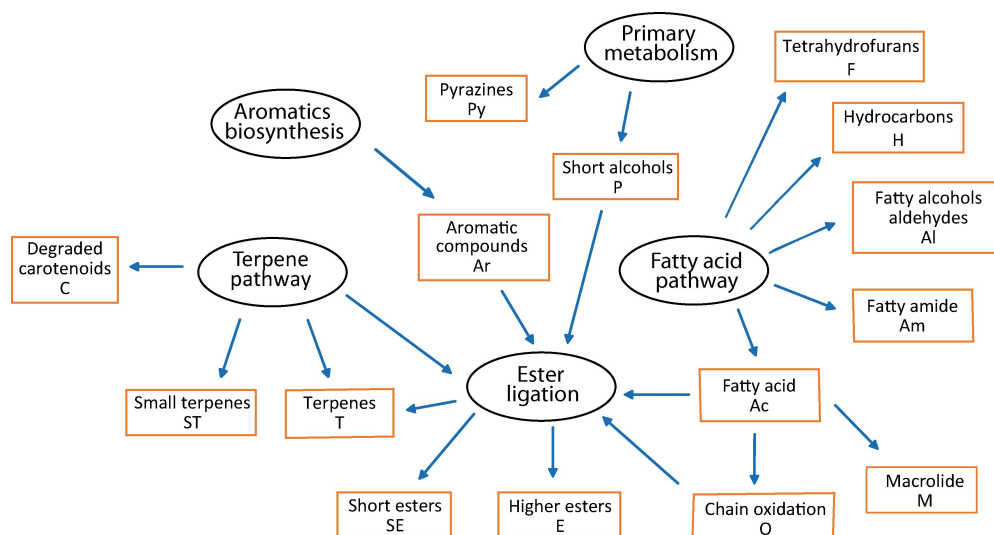 Primary
metabolism
Tetrahydrofurans
F
Pyrazines
Py
Aromatics
biosynthesis
Hydrocarbons
H
Short alcohols
P
Fatty alcohols
aldehydes
Al
Aromatic
compounds
Ar
Degraded
carotenoids
C
Terpene
pathway
Fatty acid
pathway
Fatty amide
Am
Ester
ligation
Fatty acid
Ac
Small terpenes
ST
Terpenes
T
Macrolide
M
Short esters
SE
Higher esters
E
Chain oxidation
O